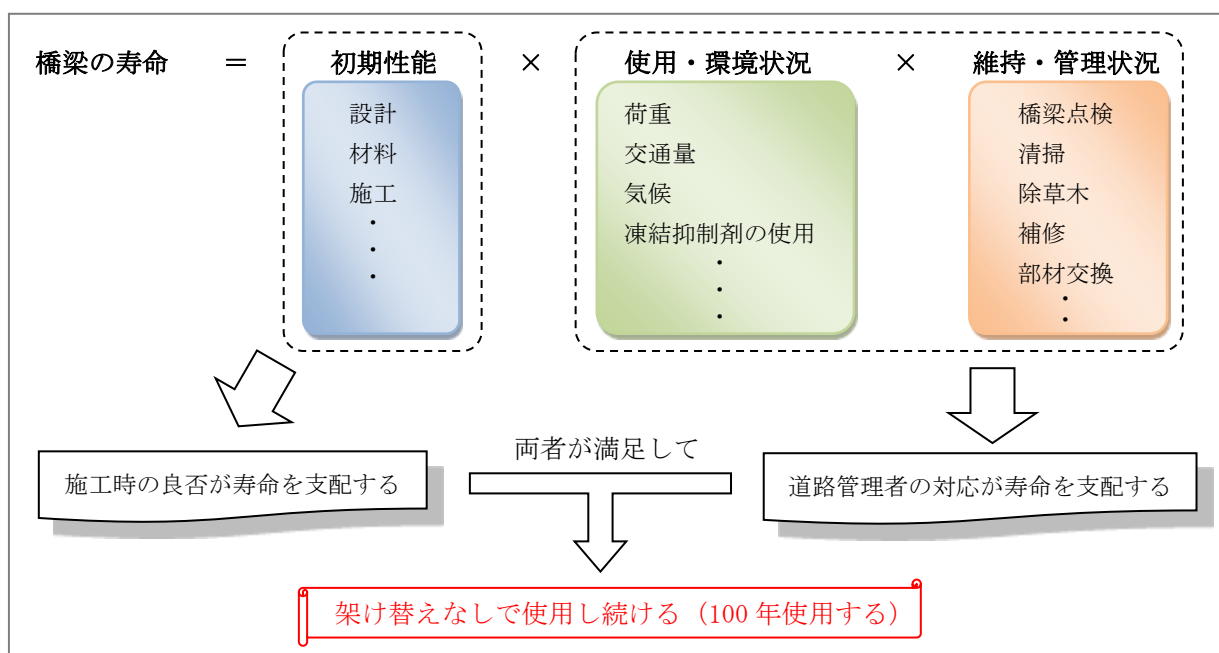 橋梁の寿命 = 初期性能 × 使用・環境状況 × 維持・管理状況
設計
材料
施工
・
・
・
荷重
交通量
気候
凍結抑制剤の使用
・
・
・
橋梁点検
清掃
除草木
補修
部材交換
・
・
両者が満足して
施工時の良否が寿命を支配する
道路管理者の対応が寿命を支配する
架け替えなしで使用し続ける（100 年使用する）